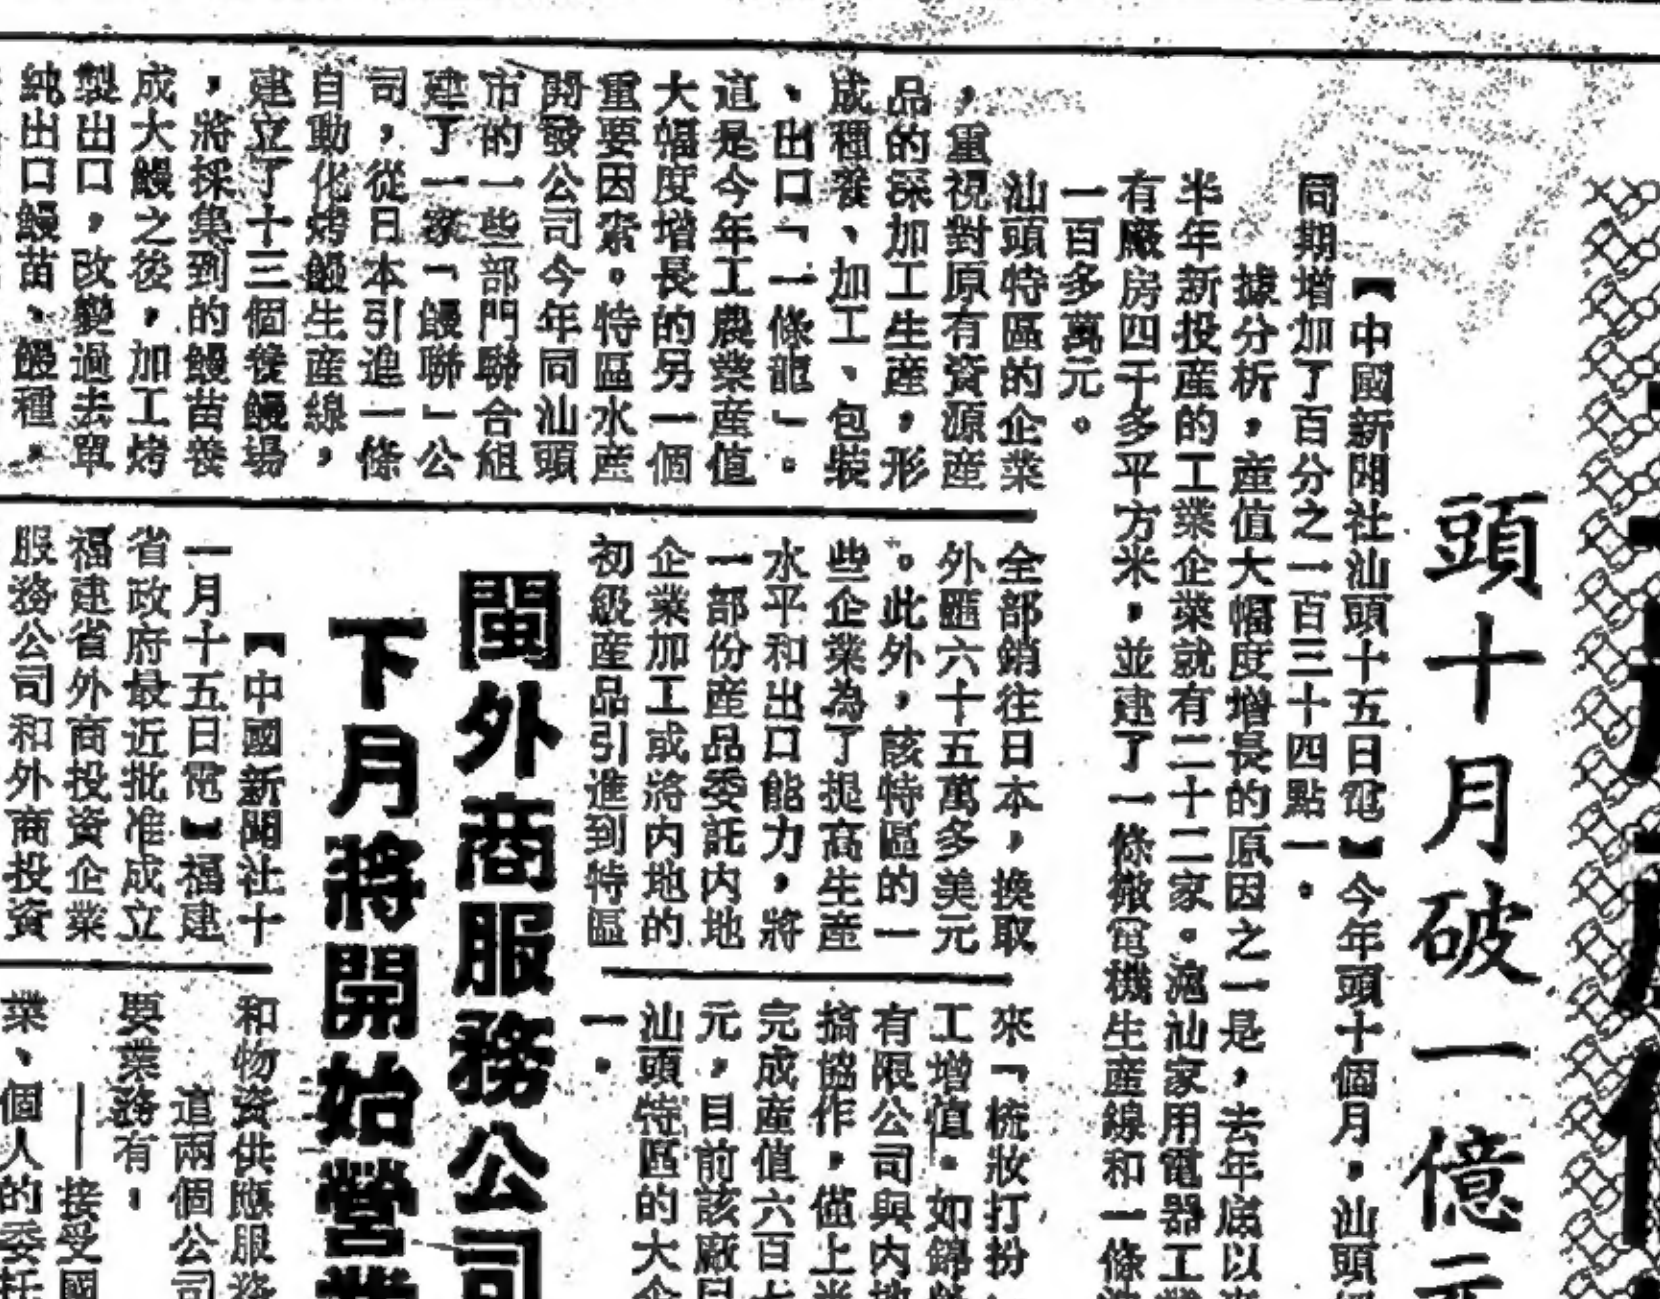 頭十月破一億元
【中國新聞社汕頭十五日電】今年頭十個月，汕頭
同期增加了百分之一百三十四點一。
據分析，產值大幅度增長的原因之一是，去年底以
半年新投產的工業企業就有二十二家。滬汕家用電器工
有廠房四千多平方米，並建了一條微電機生產線和一條
一百多萬元。
汕頭特區的企業
，重視對原有資源產
品的深加工生產，形
成種養、加工、包裝
、出口「一條龍」。
這是今年工農業產值
大幅度增長的另一個
重要因素。特區水產
開發公司今年同汕頭
市的一些部門聯合組
建了一家「鰻聯」公
司，從日本引進一條
自動化烤鰻生產線，
建立了十三個養鰻場
，將採集到的鰻苗養
成大鰻之後，加工烤
製出口，改變過去單
純出口鰻苗、鰻種，
全部銷往日本，換取
外匯六十五萬多美元
。此外，該特區的一
些企業為了提高生產
水平和出口能力，將
一部份產品委託內地
企業加工或將內地的
初級產品引進到特區
來「梳妝打扮
工增值。如錦
有限公司與內地
搞協作，僅上半
完成產值六百七
元，目前該廠
汕頭特區的大
一。
閩外商服務公司
下月將開始營業
【中國新聞社十
一月十五日電】福建
省政府最近批准成立
福建省外商投資企業
服務公司和外商投資
和物資供應服務
這兩個公司
要業務有：
——接受國
業、個人的委託